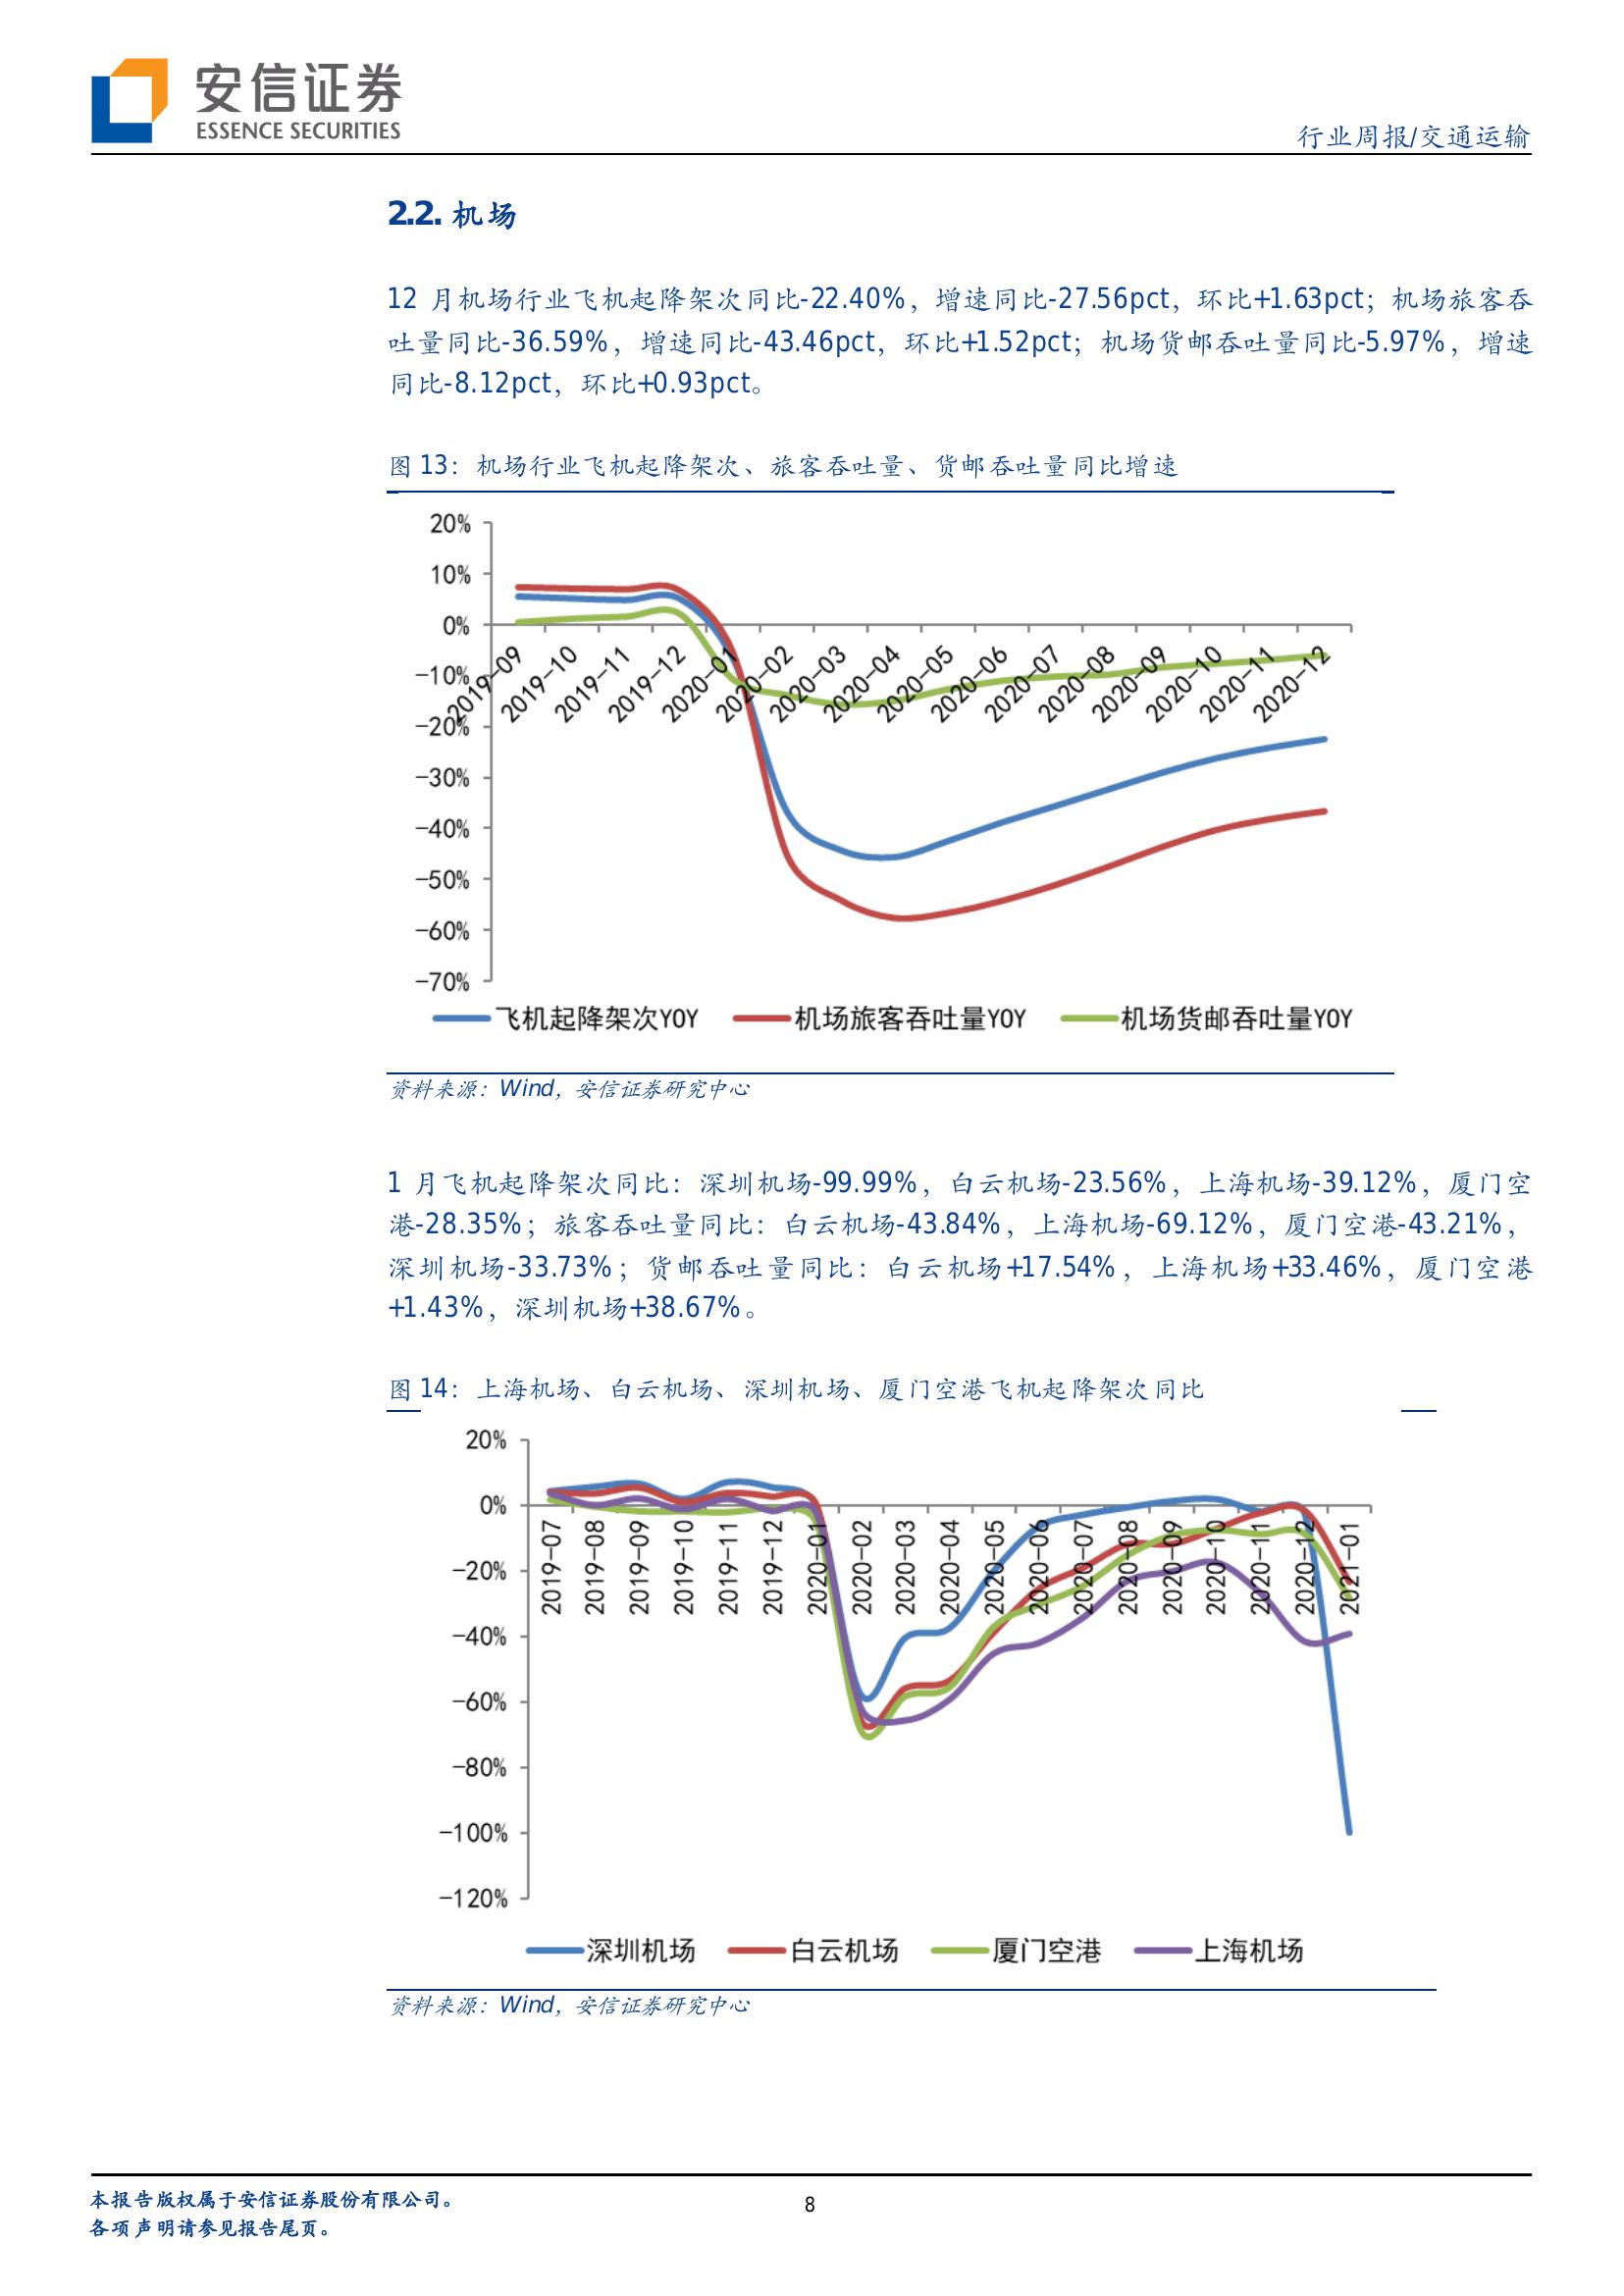 安信证券
ESSENCE SECURITIES
行业周报/交通运输
2.2. 机场
12 月机场行业飞机起降架次同比-22.40%，增速同比-27.56pct，环比+1.63pct；机场旅客吞
吐量同比-36.59%，增速同比-43.46pct，环比+1.52pct；机场货邮吞吐量同比-5.97%，增速
同比-8.12pct，环比+0.93pct。
图 13：机场行业飞机起降架次、旅客吞吐量、货邮吞吐量同比增速
20%
10%
0%
-10%
-20%
-30%
-40%
-50%
-60%
-70%
2019-09
2019-10
2019-11
2019-12
2020-01
2020-02
2020-03
2020-04
2020-05
2020-06
2020-07
2020-08
2020-09
2020-10
2020-11
2020-12
飞机起降架次YOY 机场旅客吞吐量YOY 机场货邮吞吐量YOY
资料来源：Wind，安信证券研究中心
1 月飞机起降架次同比：深圳机场-99.99%，白云机场-23.56%，上海机场-39.12%，厦门空
港-28.35%；旅客吞吐量同比：白云机场-43.84%，上海机场-69.12%，厦门空港-43.21%，
深圳机场-33.73%；货邮吞吐量同比：白云机场+17.54%，上海机场+33.46%，厦门空港
+1.43%，深圳机场+38.67%。
图 14：上海机场、白云机场、深圳机场、厦门空港飞机起降架次同比
20%
0%
-20%
-40%
-60%
-80%
-100%
-120%
2019-07
2019-08
2019-09
2019-10
2019-11
2019-12
2020-01
2020-02
2020-03
2020-04
2020-05
2020-06
2020-07
2020-08
2020-09
2020-10
2020-11
2020-12
2021-01
深圳机场 白云机场 厦门空港 上海机场
资料来源：Wind，安信证券研究中心
本报告版权属于安信证券股份有限公司。
各项声明请参见报告尾页。
8